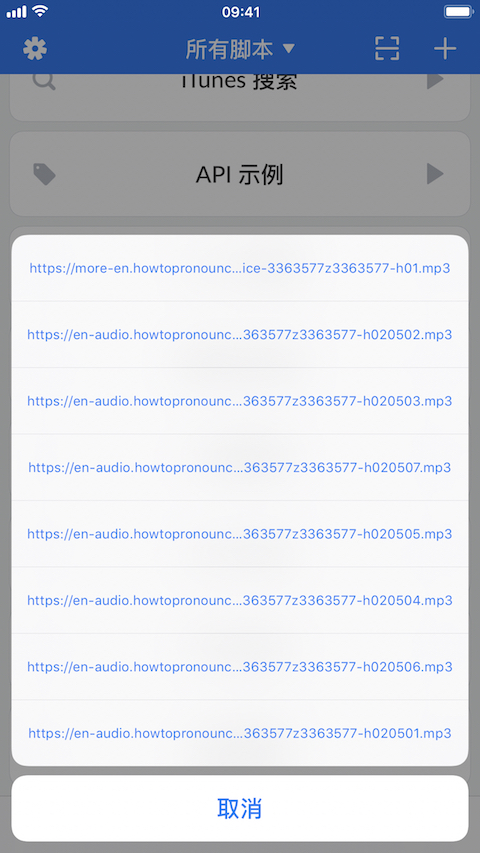 09:41
所有脚本 ▼
iTunes 搜索
API 示例
https://more-en.howtopronounc...ice-3363577z3363577-h01.mp3
https://en-audio.howtopronounc...363577z3363577-h020502.mp3
https://en-audio.howtopronounc...363577z3363577-h020503.mp3
https://en-audio.howtopronounc...363577z3363577-h020507.mp3
https://en-audio.howtopronounc...363577z3363577-h020505.mp3
https://en-audio.howtopronounc...363577z3363577-h020504.mp3
https://en-audio.howtopronounc...363577z3363577-h020506.mp3
https://en-audio.howtopronounc...363577z3363577-h020501.mp3
取消